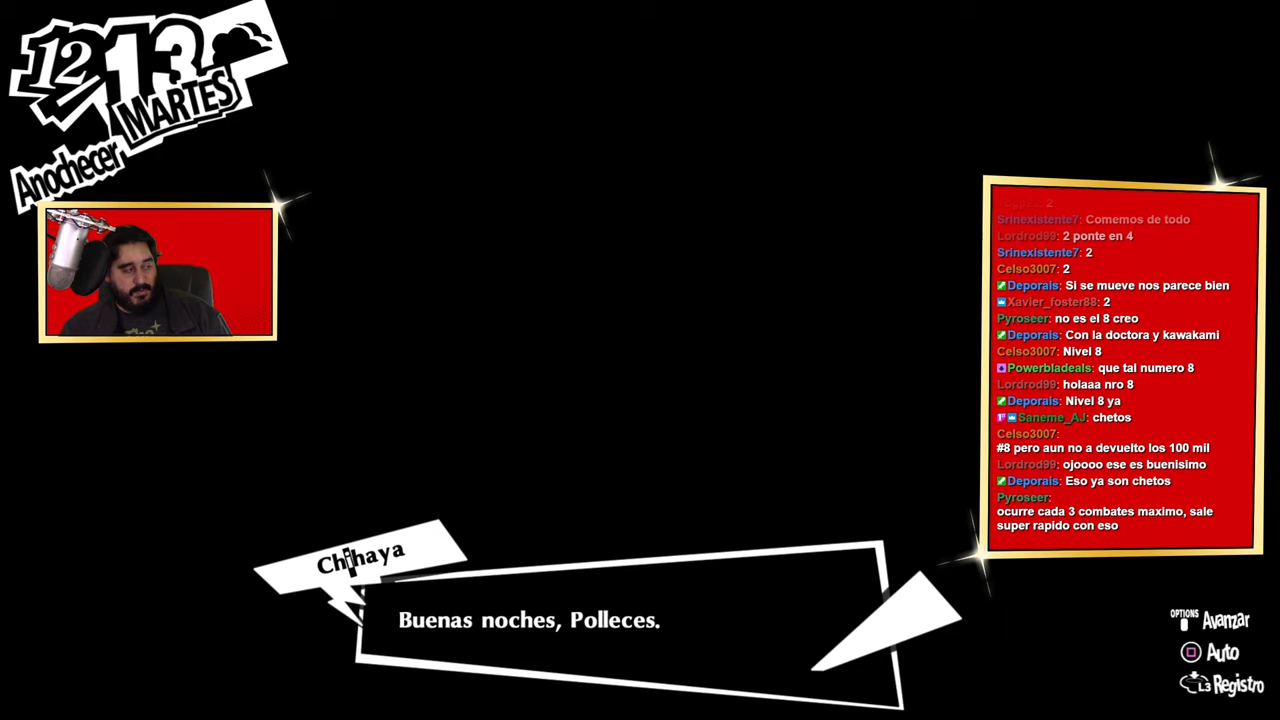 12
13
MARTES
Anochecer
Srinexistente7: Comemos de todo
Lordrod99: 2 ponte en 4
Srinexistente7: 2
Celso3007: 2
Deporais: Si se mueve nos parece bien
Xavier_foster88: 2
Pyroseer: no es el 8 creo
Deporais: Con la doctora y kawakami
Celso3007: Nivel 8
Powerbladeals: que tal numero 8
Lordrod99: holaaa nro 8
Deporais: Nivel 8 ya
Saneme_AJ: chetos
Celso3007:
#8 pero aun no a devuelto los 100 mil
Lordrod99: ojoooo ese es buenisimo
Deporais: Eso ya son chetos
Pyroseer:
ocurre cada 3 combates maximo, sale
super rapido con eso
Chihaya
Buenas noches, Polleces.
OPTIONS Avanzar
Auto
L3 Registro